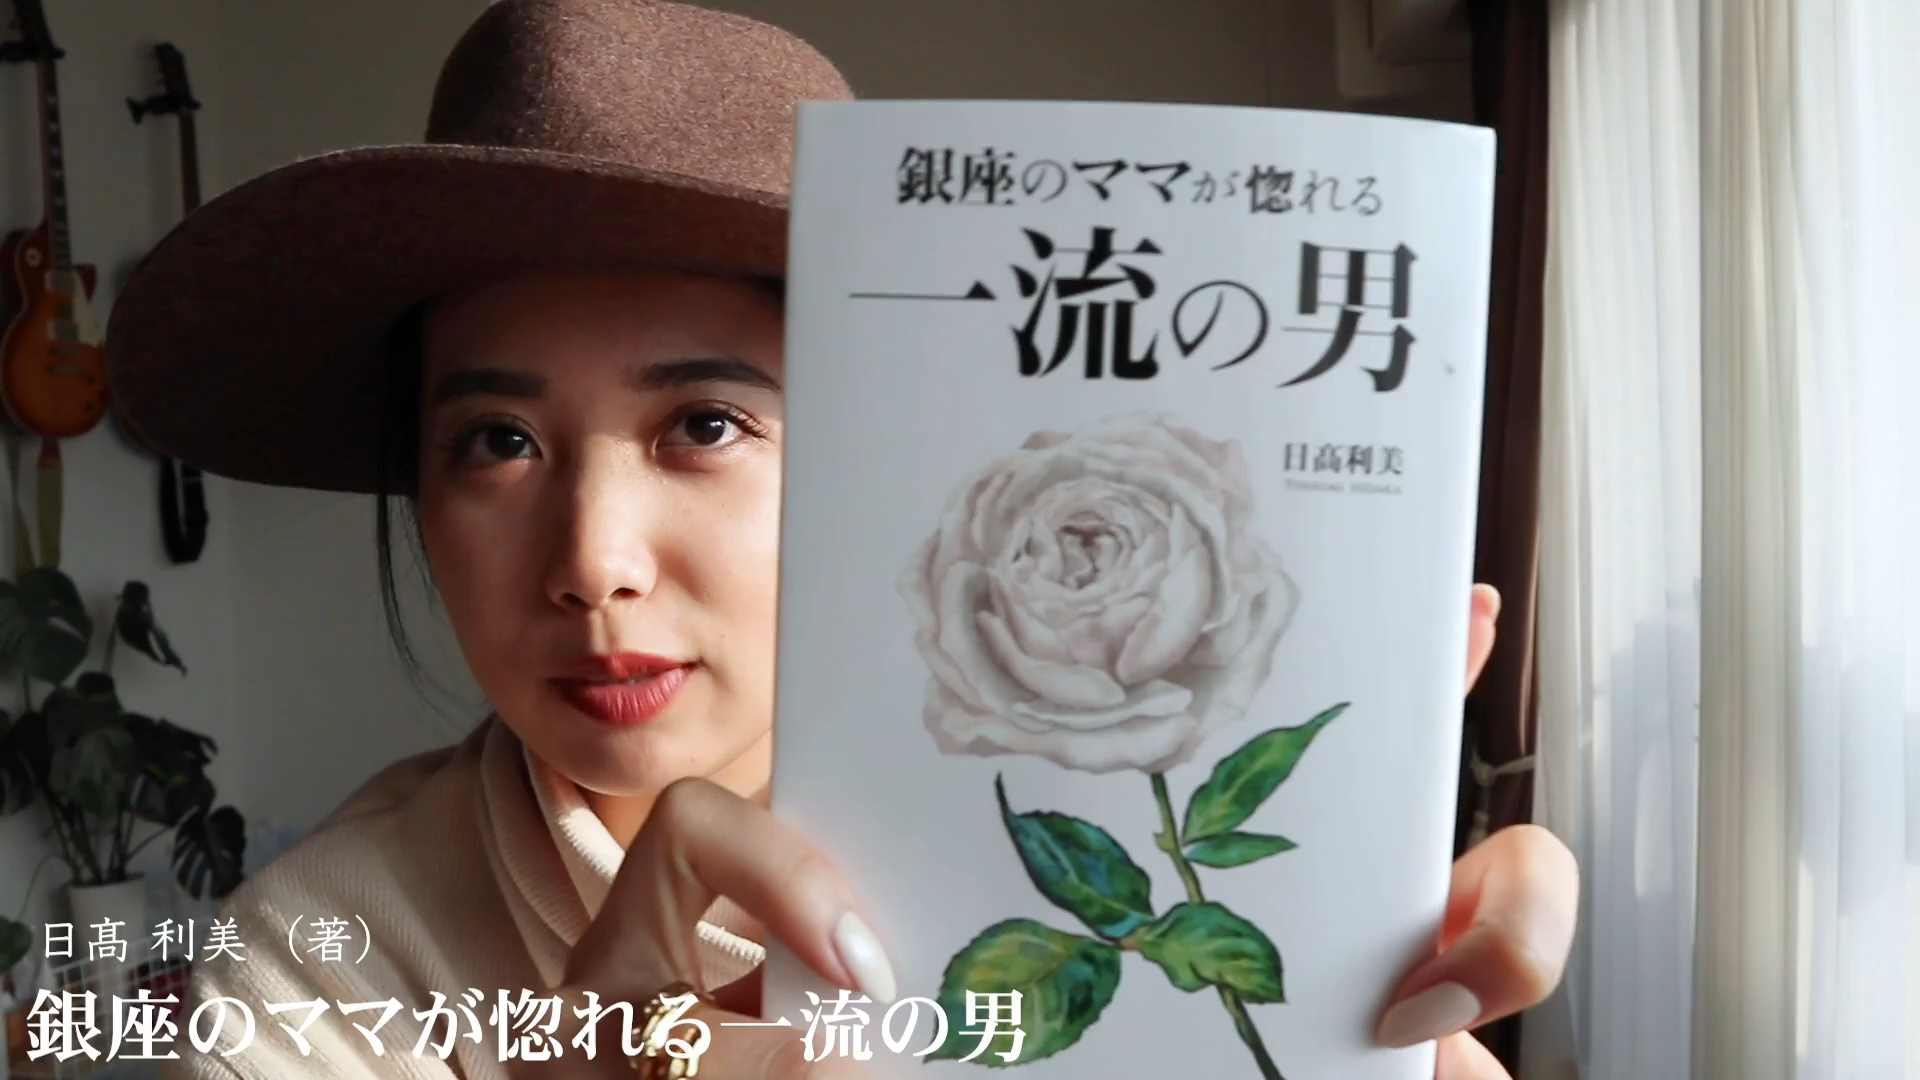 銀座のママが惚れる
一流の男
日髙利美
日髙 利美 （著）
銀座のママが惚れる一流の男